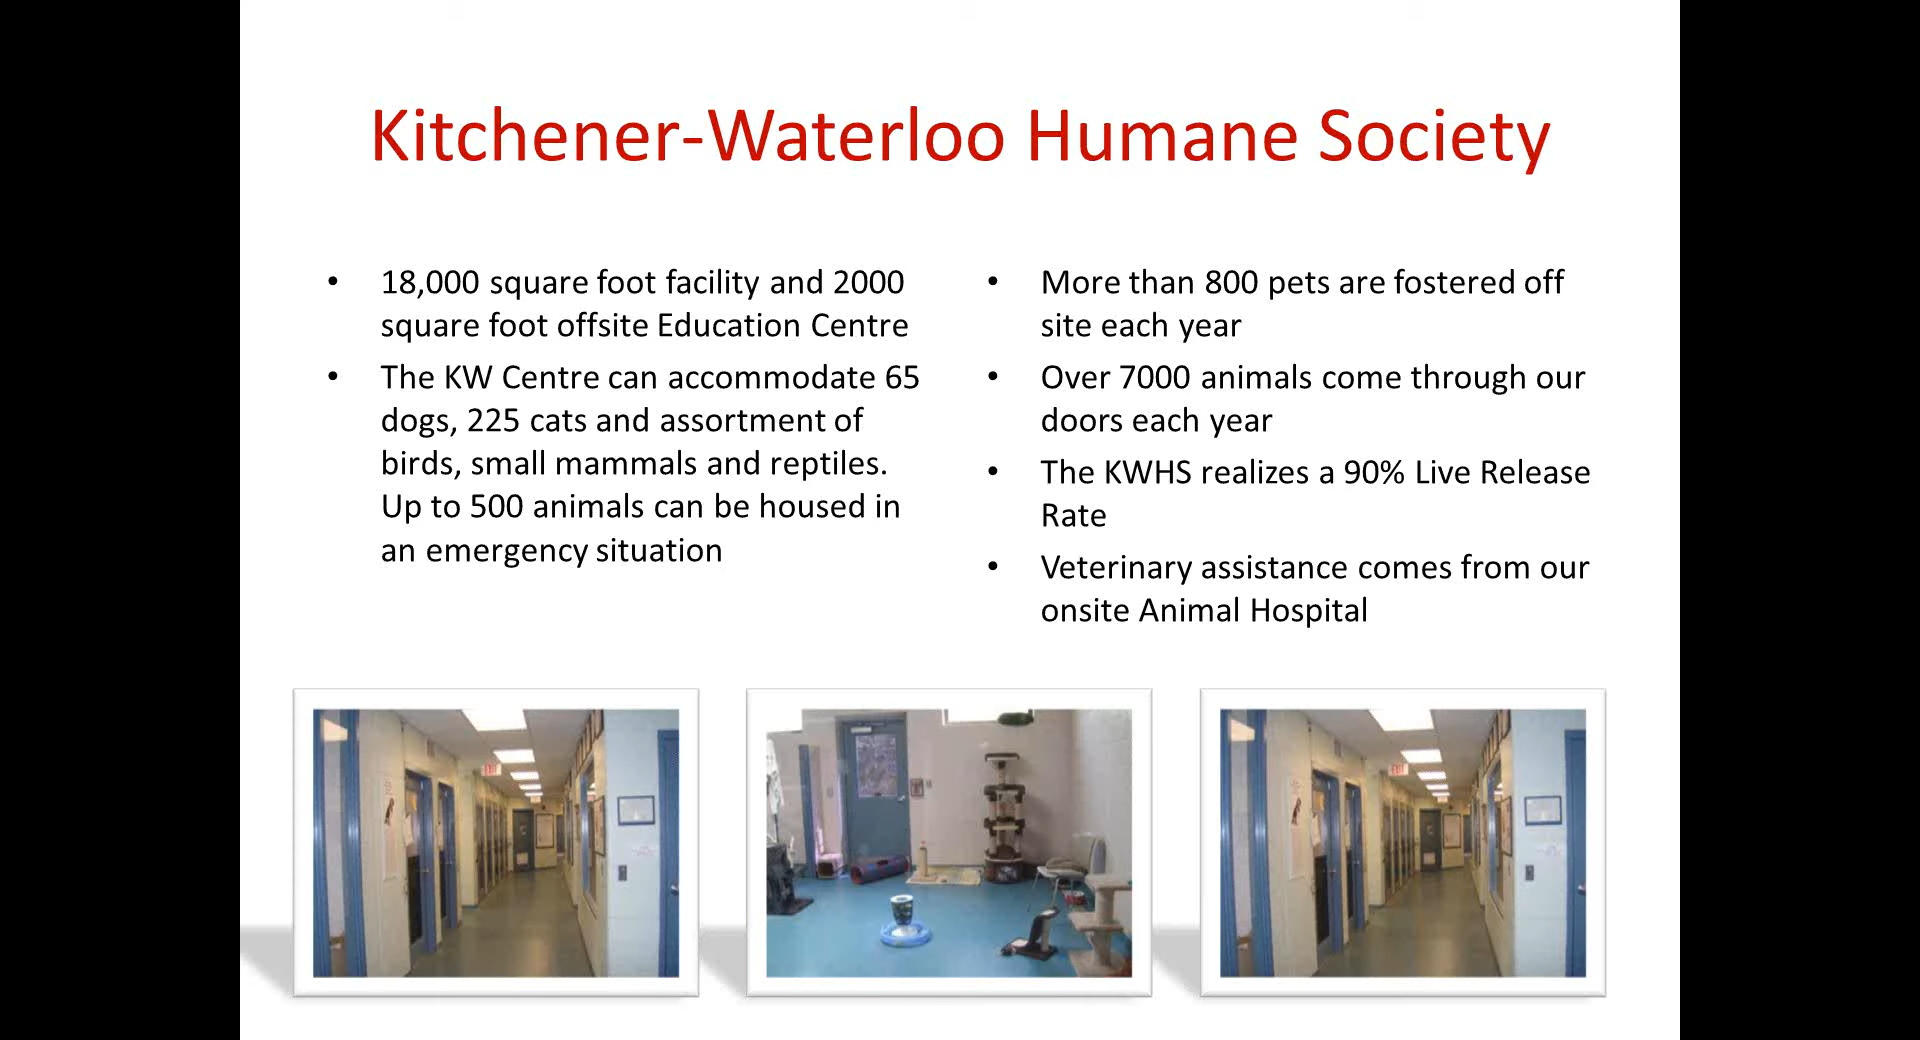 Kitchener-Waterloo Humane Society
• 18,000 square foot facility and 2000
square foot offsite Education Centre
• The KW Centre can accommodate 65
dogs, 225 cats and assortment of
birds, small mammals and reptiles.
Up to 500 animals can be housed in
an emergency situation
• More than 800 pets are fostered off
site each year
• Over 7000 animals come through our
doors each year
• The KWHS realizes a 90% Live Release
Rate
• Veterinary assistance comes from our
onsite Animal Hospital
EXIT
EXIT